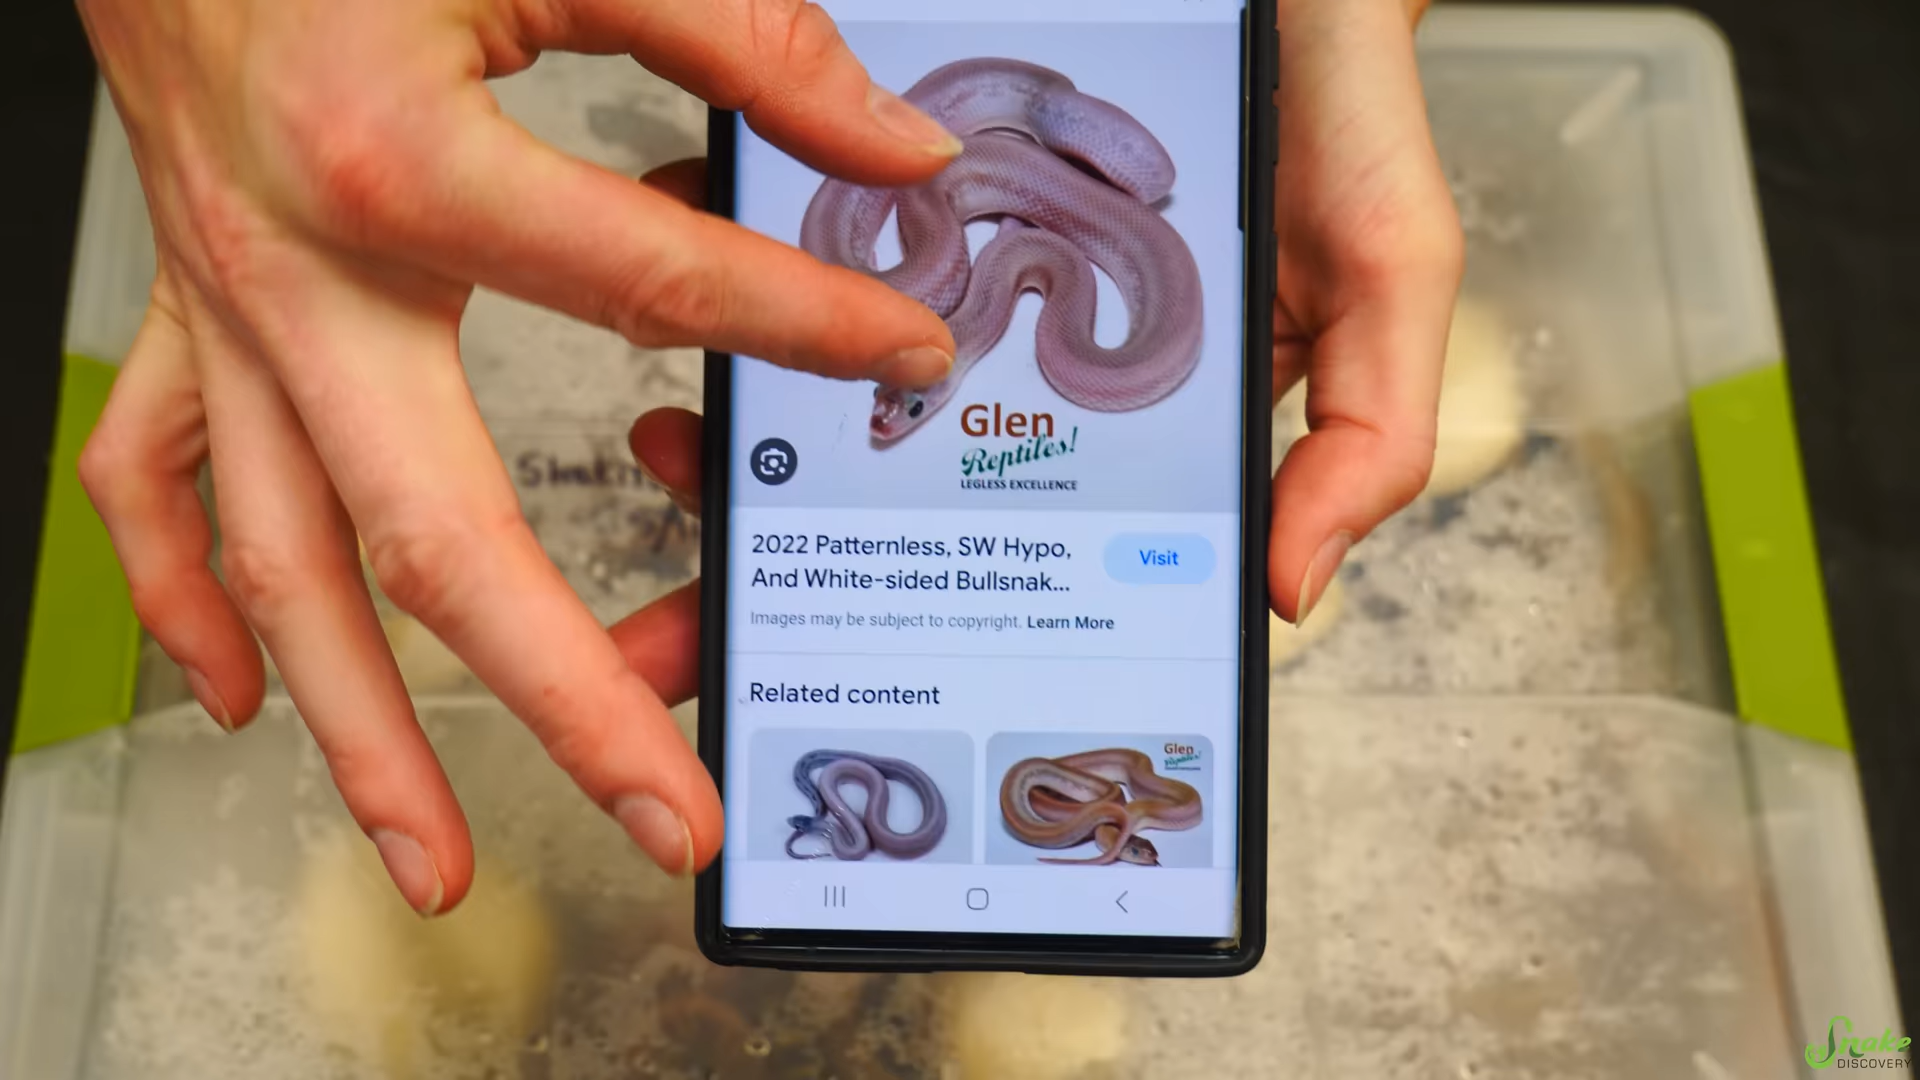 Glen
Reptiles!
LEGLESS EXCELLENCE
2022 Patternless, SW Hypo,
And White-sided Bullsnak...
Visit
Images may be subject to copyright. Learn More
Related content
Glen
Reptiles!
Snake
DISCOVERY